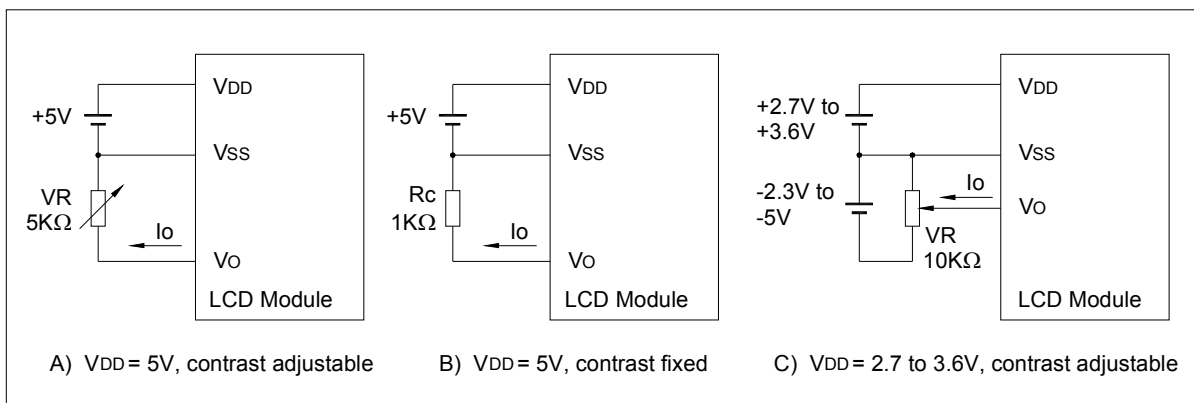 VDD
+5V
VSS
VR
5KΩ
Io
VO
LCD Module
A) VDD = 5V, contrast adjustable
VDD
+5V
VSS
Rc
1KΩ
Io
VO
LCD Module
B) VDD = 5V, contrast fixed
VDD
+2.7V to
+3.6V
VSS
-2.3V to
-5V
Io
VO
VR
10KΩ
LCD Module
C) VDD = 2.7 to 3.6V, contrast adjustable